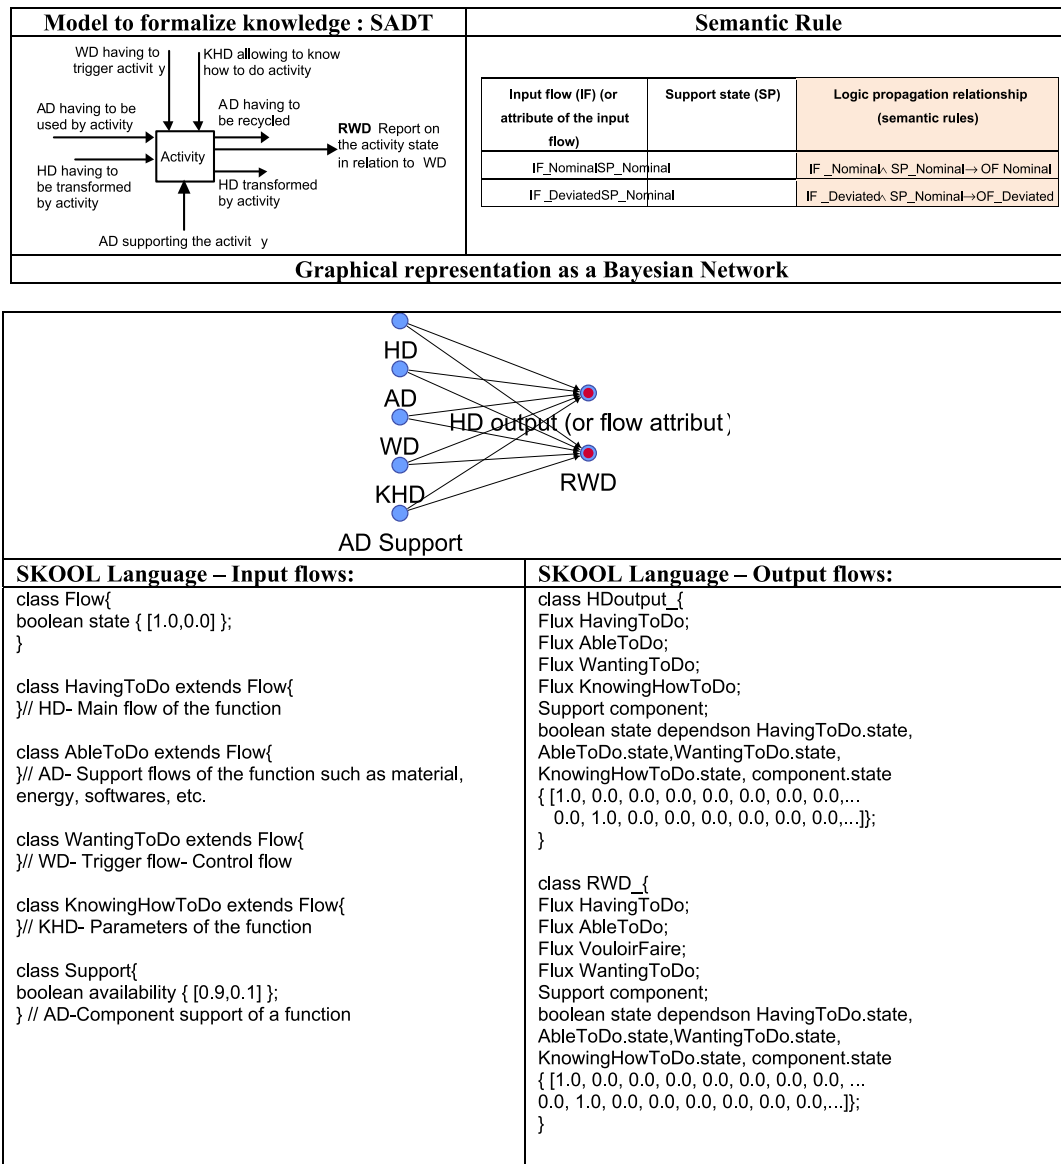 Model to formalize knowledge : SADT
Semantic Rule
WD having to
trigger activit y
KHD allowing to know
how to do activity
AD having to be
used by activity
AD having to
be recycled
RWD Report on
the activity state
in relation to WD
Activity
HD having to
be transformed
by activity
HD transformed
by activity
AD supporting the activit y
Input flow (IF) (or
attribute of the input
flow)
Support state (SP)
Logic propagation relationship
(semantic rules)
IF_Nominal SP_Nominal
IF _Nominal∧ SP_Nominal→ OF Nominal
IF _Deviated SP_Nominal
IF _Deviated∧ SP_Nominal→OF_Deviated
Graphical representation as a Bayesian Network
HD
AD
HD output (or flow attribut)
WD
RWD
KHD
AD Support
SKOOL Language – Input flows:
class Flow{
boolean state { [1.0,0.0] };
}
class HavingToDo extends Flow{
}// HD- Main flow of the function
class AbleToDo extends Flow{
}// AD- Support flows of the function such as material,
energy, softwares, etc.
class WantingToDo extends Flow{
}// WD- Trigger flow- Control flow
class KnowingHowToDo extends Flow{
}// KHD- Parameters of the function
class Support{
boolean availability { [0.9,0.1] };
} // AD-Component support of a function
SKOOL Language – Output flows:
class HDoutput_{
Flux HavingToDo;
Flux AbleToDo;
Flux WantingToDo;
Flux KnowingHowToDo;
Support component;
boolean state dependson HavingToDo.state,
AbleToDo.state,WantingToDo.state,
KnowingHowToDo.state, component.state
{ [1.0, 0.0, 0.0, 0.0, 0.0, 0.0, 0.0, 0.0,...
0.0, 1.0, 0.0, 0.0, 0.0, 0.0, 0.0, 0.0,...]};
}
class RWD_{
Flux HavingToDo;
Flux AbleToDo;
Flux VouloirFaire;
Flux WantingToDo;
Support component;
boolean state dependson HavingToDo.state,
AbleToDo.state,WantingToDo.state,
KnowingHowToDo.state, component.state
{ [1.0, 0.0, 0.0, 0.0, 0.0, 0.0, 0.0, 0.0, ...
0.0, 1.0, 0.0, 0.0, 0.0, 0.0, 0.0, 0.0,...]};
}